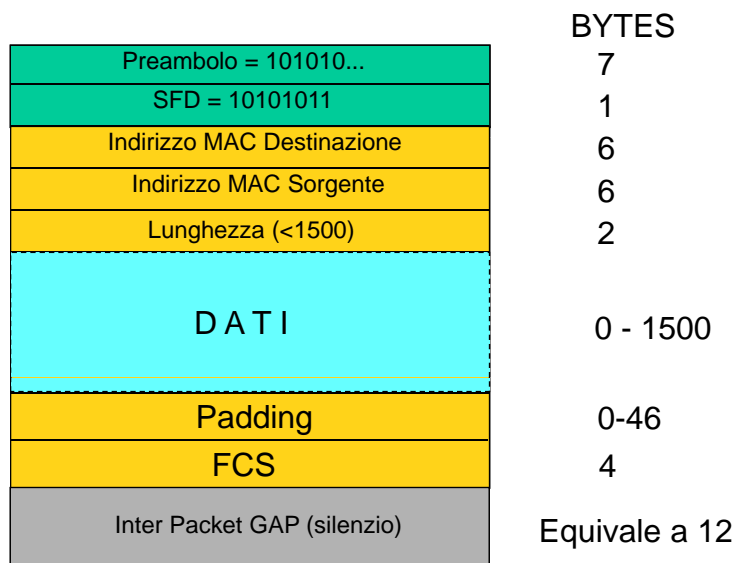 BYTES
Preambolo = 101010... 7
SFD = 10101011 1
Indirizzo MAC Destinazione 6
Indirizzo MAC Sorgente 6
Lunghezza (<1500) 2
D A T I 0 - 1500
Padding 0-46
FCS 4
Inter Packet GAP (silenzio) Equivale a 12